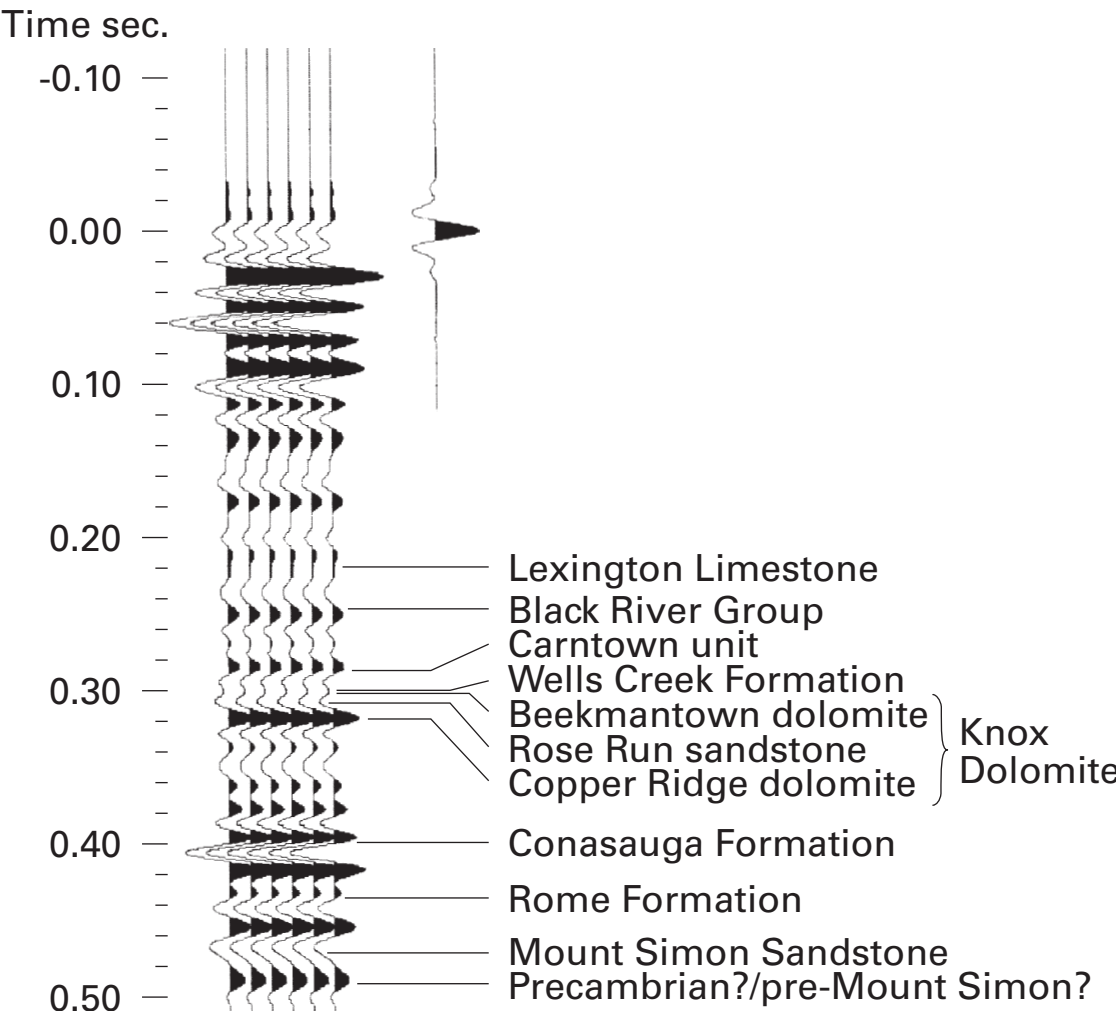 Time sec.
-0.10
0.00
0.10
0.20
Lexington Limestone
Black River Group
Carntown unit
Wells Creek Formation
0.30
Beekmantown dolomite
Rose Run sandstone
Copper Ridge dolomite
Knox
Dolomite
0.40
Conasauga Formation
Rome Formation
Mount Simon Sandstone
Precambrian?/pre-Mount Simon?
0.50